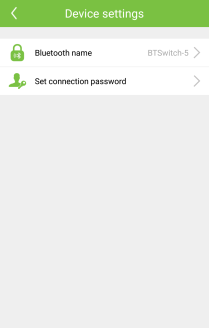 Device settings
Bluetooth name BTSwitch-5
Set connection password